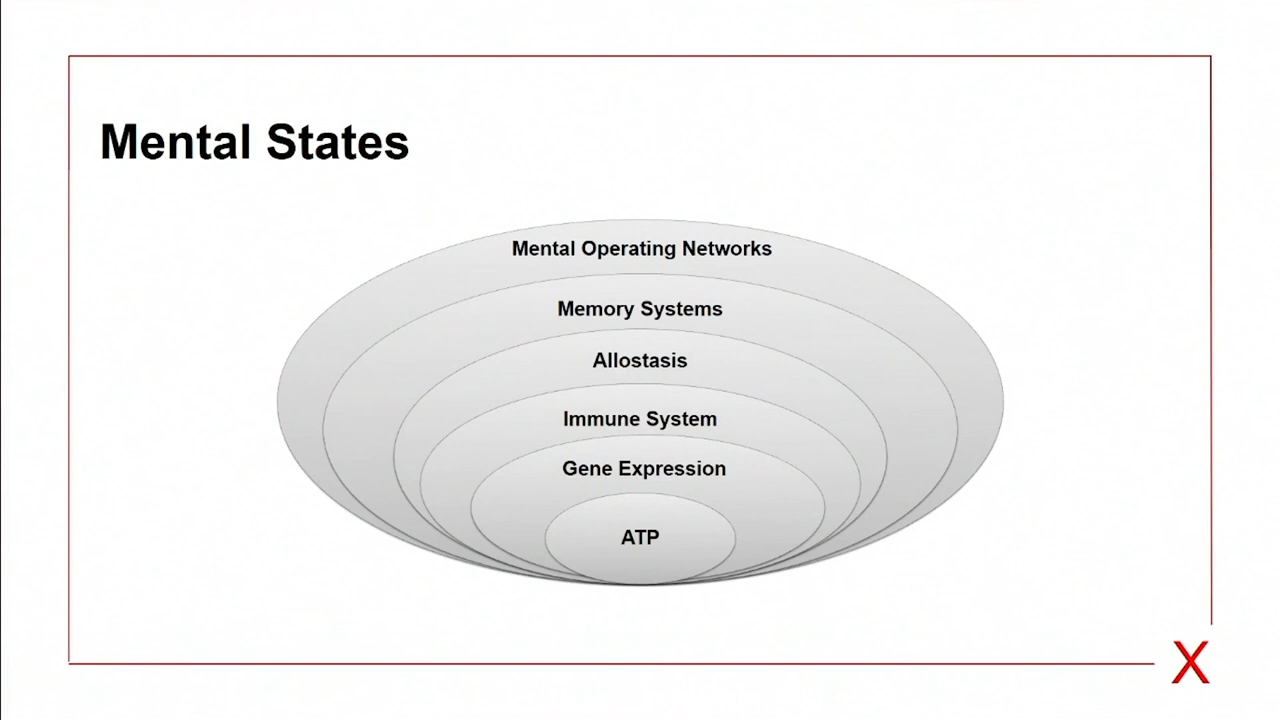 Mental States
Mental Operating Networks
Memory Systems
Allostasis
Immune System
Gene Expression
ATP
X